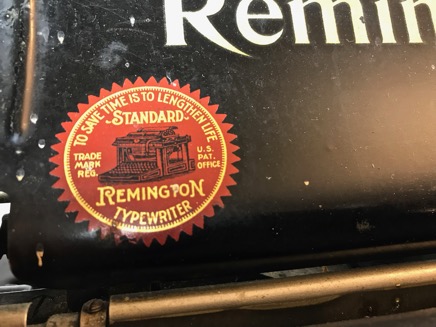 Remin
TO SAVE TIME IS TO LENGTHEN LIFE
STANDARD
TRADE
MARK
REG.
U.S.
PAT.
OFFICE
REMINGTON
TYPEWRITER